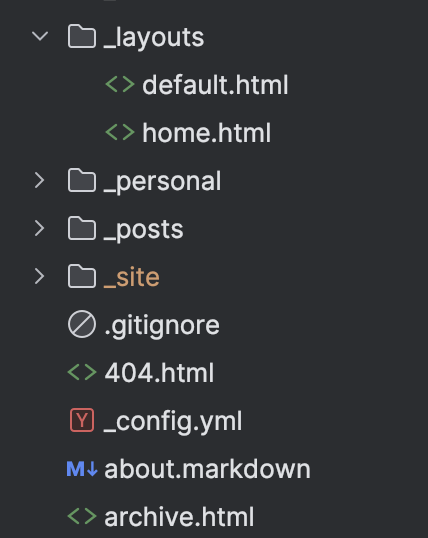 _layouts
default.html
home.html
_personal
_posts
_site
.gitignore
404.html
Y _config.yml
M↓ about.markdown
archive.html